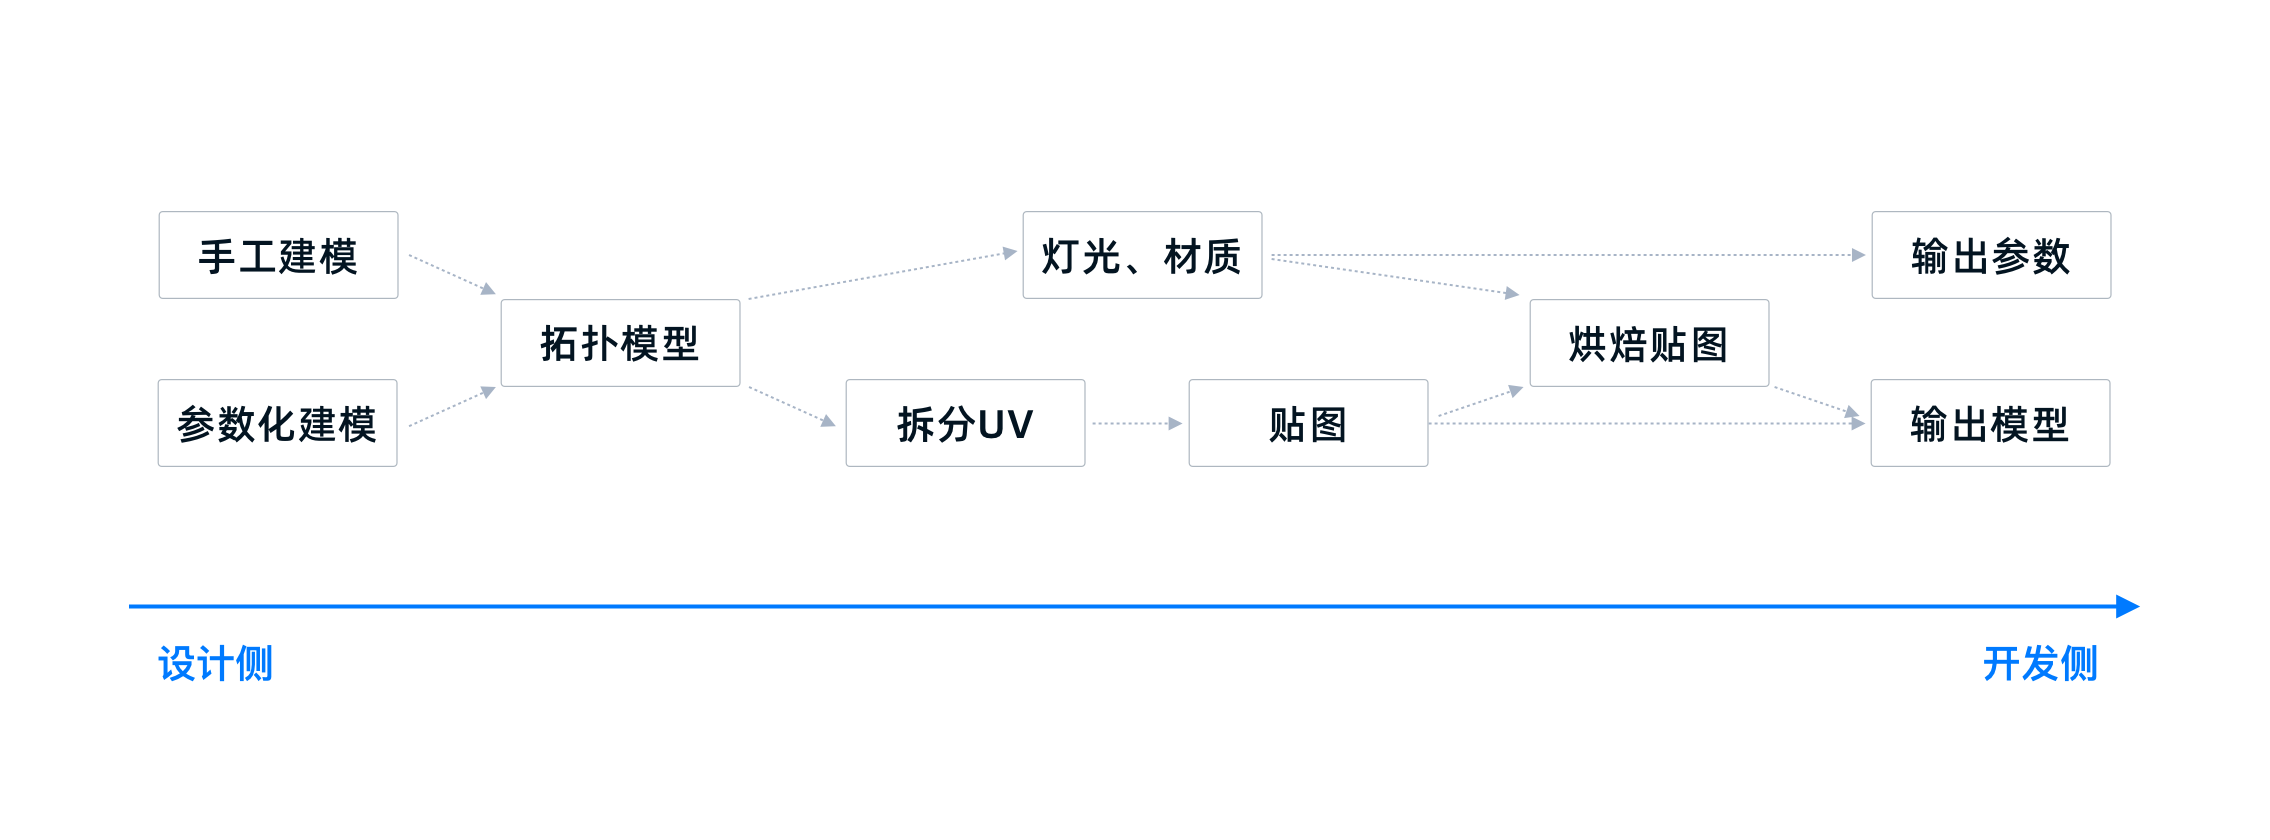 手工建模
灯光、材质
输出参数
拓扑模型
烘焙贴图
参数化建模
拆分UV
贴图
输出模型
设计侧
开发侧